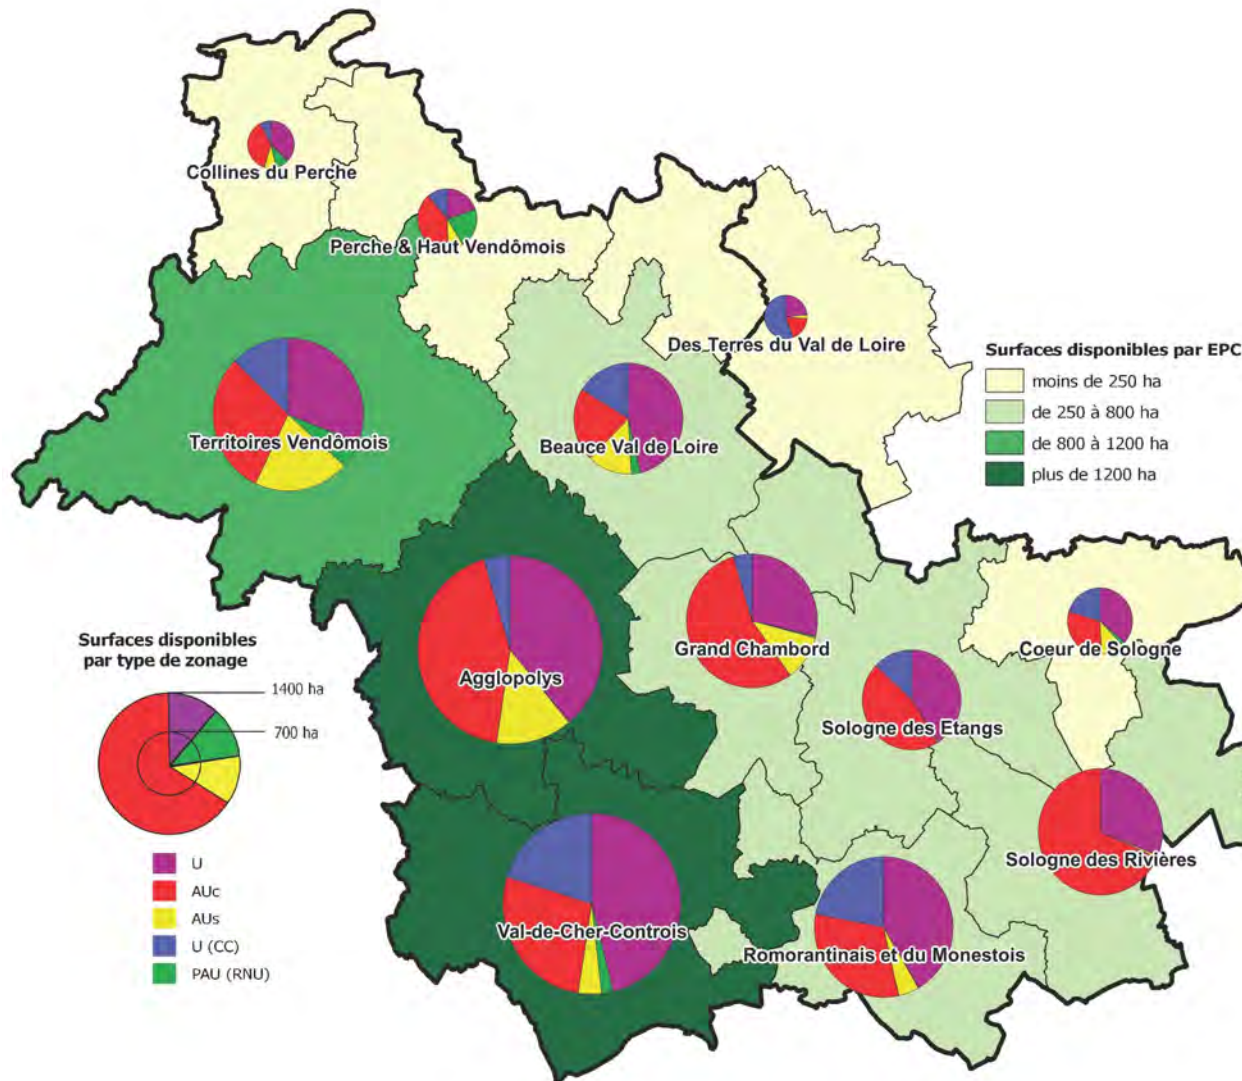 Collines du Perche
Perche & Haut Vendômois
Des Terres du Val de Loire
Territoires Vendômois
Beauce Val de Loire
Surfaces disponibles par EPC
moins de 250 ha
de 250 à 800 ha
de 800 à 1200 ha
plus de 1200 ha
Agglopolys
Grand Chambord
Coeur de Sologne
Sologne des Etangs
Sologne des Rivières
Val-de-Cher-Controis
Romorantinais et du Monestois
Surfaces disponibles
par type de zonage
1400 ha
700 ha
U
AUc
AUs
U (CC)
PAU (RNU)